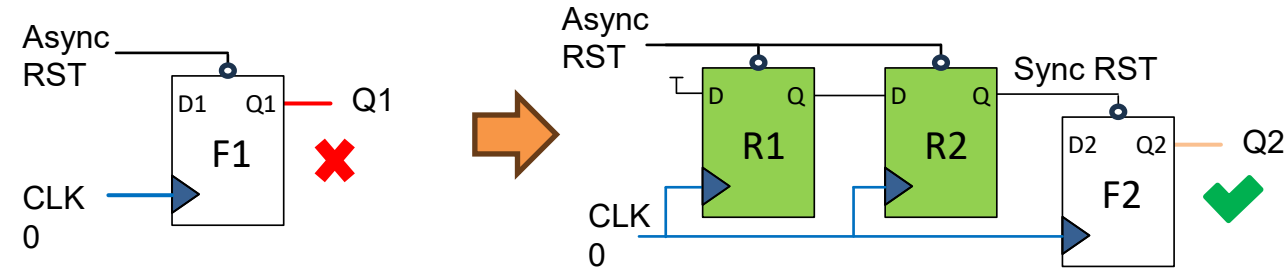 Async
RST
D1
Q1
Q1
F1
CLK
0
Async
RST
D
Q
R1
D
Q
R2
Sync RST
D2
Q2
Q2
F2
CLK
0